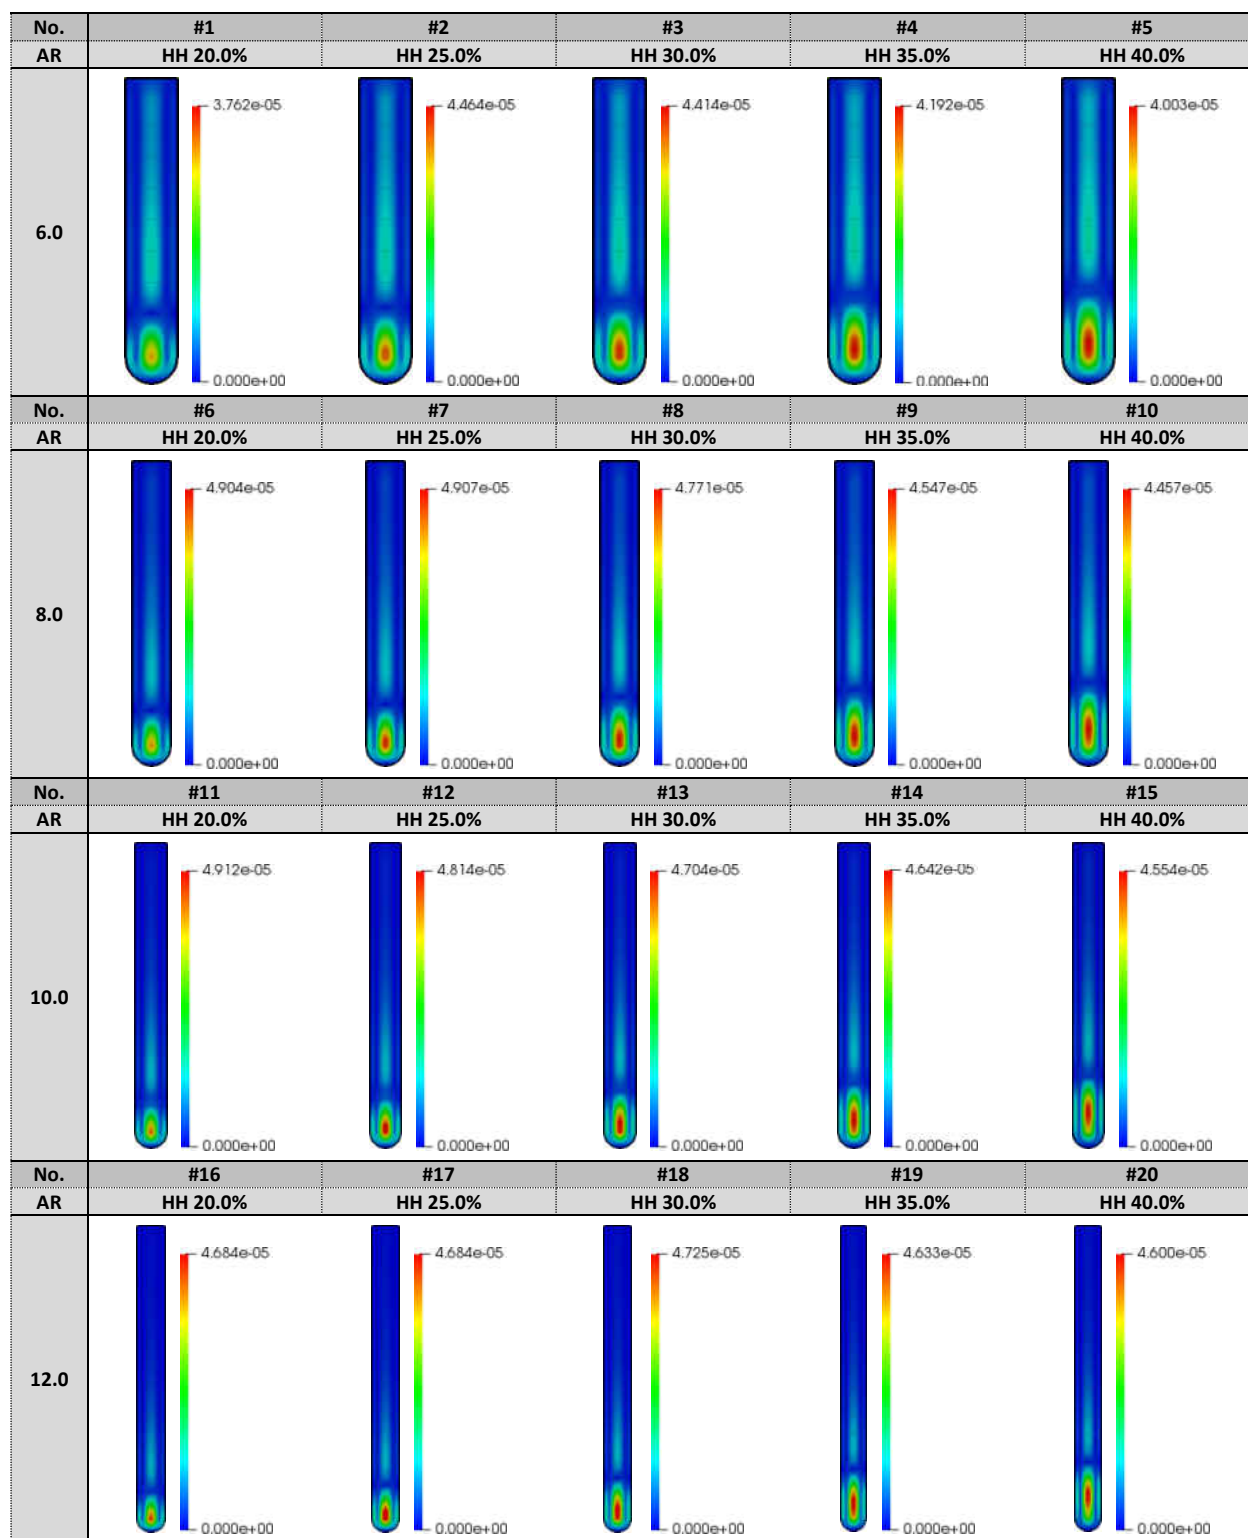 No. #1 #2 #3 #4 #5
AR HH 20.0% HH 25.0% HH 30.0% HH 35.0% HH 40.0%
3.762e-05 4.464e-05 4.414e-05 4.192e-05 4.003e-05
6.0
0.000e+00 0.000e+00 0.000e+00 0.000e+00 0.000e+00
No. #6 #7 #8 #9 #10
AR HH 20.0% HH 25.0% HH 30.0% HH 35.0% HH 40.0%
4.904e-05 4.907e-05 4.771e-05 4.547e-05 4.457e-05
8.0
0.000e+00 0.000e+00 0.000e+00 0.000e+00 0.000e+00
No. #11 #12 #13 #14 #15
AR HH 20.0% HH 25.0% HH 30.0% HH 35.0% HH 40.0%
4.912e-05 4.814e-05 4.704e-05 4.642e-05 4.554e-05
10.0
0.000e+00 0.000e+00 0.000e+00 0.000e+00 0.000e+00
No. #16 #17 #18 #19 #20
AR HH 20.0% HH 25.0% HH 30.0% HH 35.0% HH 40.0%
4.684e-05 4.684e-05 4.725e-05 4.633e-05 4.600e-05
12.0
0.000e+00 0.000e+00 0.000e+00 0.000e+00 0.000e+00